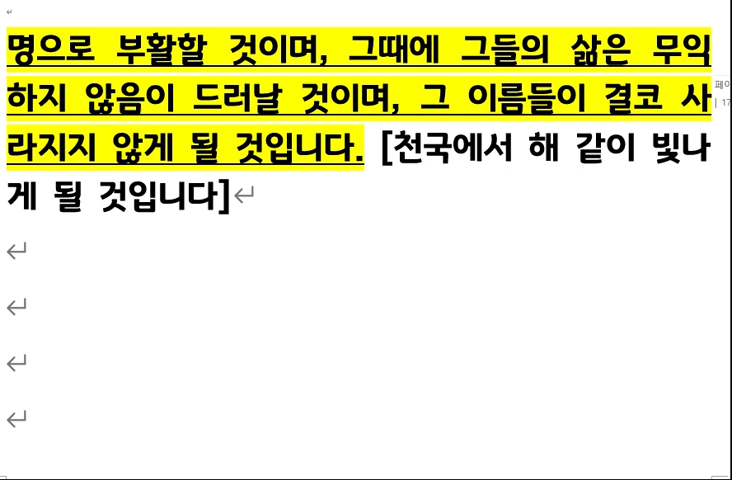 명으로 부활할 것이며, 그때에 그들의 삶은 무익
하지 않음이 드러날 것이며, 그 이름들이 결코 사
라지지 않게 될 것입니다. [천국에서 해 같이 빛나
게 될 것입니다]